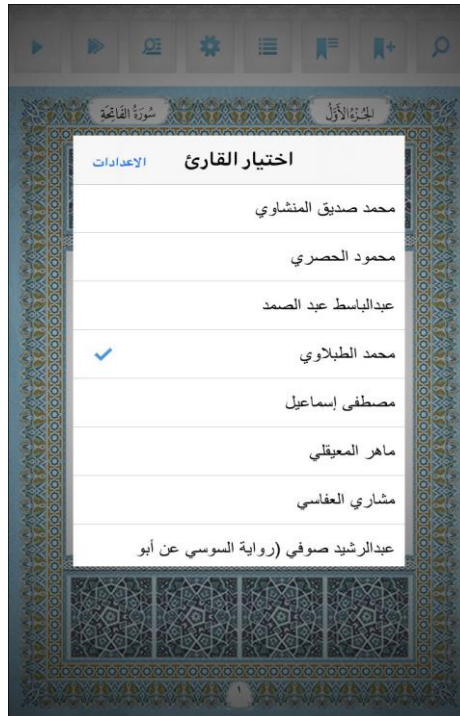 الجُزْءُ الأَوَّلُ
سُورَةُ الفَاتِحَةِ
اختيار القارئ
الاعدادات
محمد صديق المنشاوي
محمود الحصري
عبدالباسط عبد الصمد
محمد الطبلاوي
مصطفى إسماعيل
ماهر المعيقلي
مشاري العفاسي
عبدالرشيد صوفي (رواية السوسي عن أبو
١